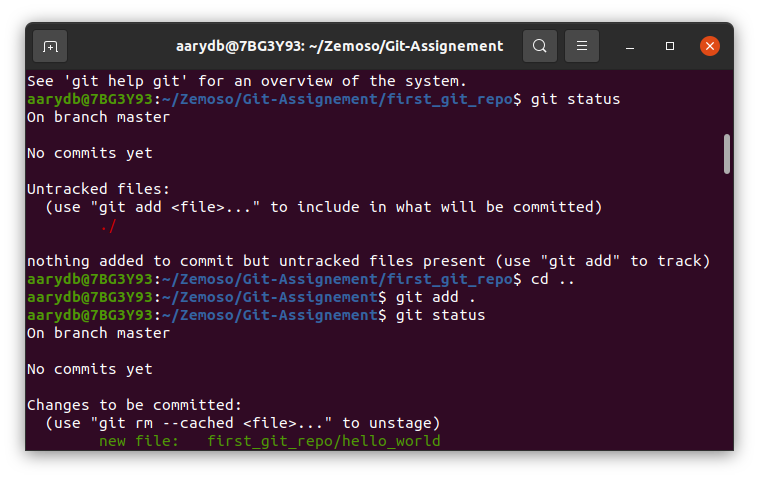 aarydb@7BG3Y93: ~/Zemoso/Git-Assignement
See 'git help git' for an overview of the system.
aarydb@7BG3Y93:~/Zemoso/Git-Assignement/first_git_repo$ git status
On branch master
No commits yet
Untracked files:
(use "git add <file>..." to include in what will be committed)
./
nothing added to commit but untracked files present (use "git add" to track)
aarydb@7BG3Y93:~/Zemoso/Git-Assignement/first_git_repo$ cd ..
aarydb@7BG3Y93:~/Zemoso/Git-Assignement$ git add .
aarydb@7BG3Y93:~/Zemoso/Git-Assignement$ git status
On branch master
No commits yet
Changes to be committed:
(use "git rm --cached <file>..." to unstage)
new file:   first_git_repo/hello_world